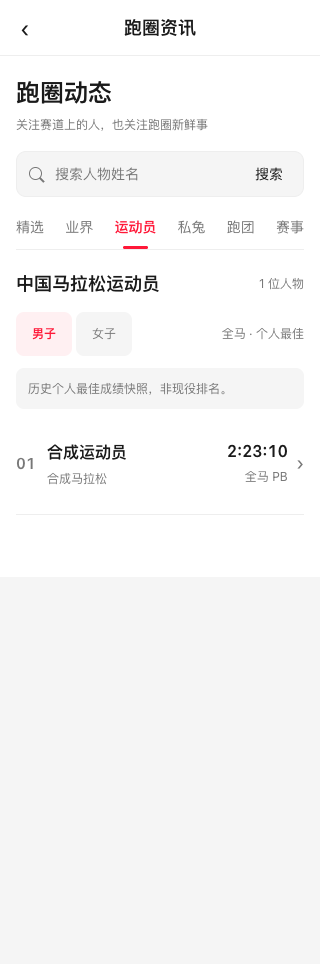 ‹ 跑圈资讯
跑圈动态
关注赛道上的人，也关注跑圈新鲜事
搜索人物姓名 搜索
精选 业界 运动员 私兔 跑团 赛事
中国马拉松运动员 1 位人物
男子 女子 全马 · 个人最佳
历史个人最佳成绩快照，非现役排名。
01 合成运动员 2:23:10 ›
合成马拉松 全马 PB